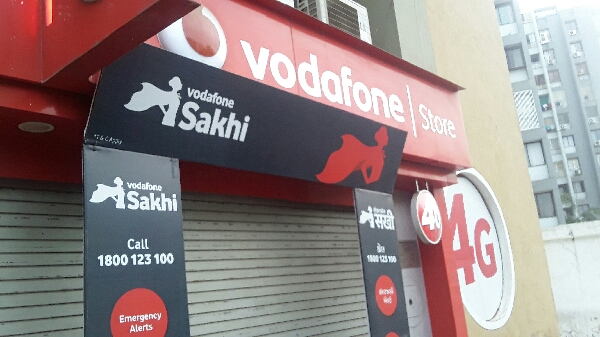 vodafone
Store
vodafone
Sakhi
vodafone
Sakhi
Call
1800 123 100
Emergency
Alerts
सखी
1800 123 100
4G
4G